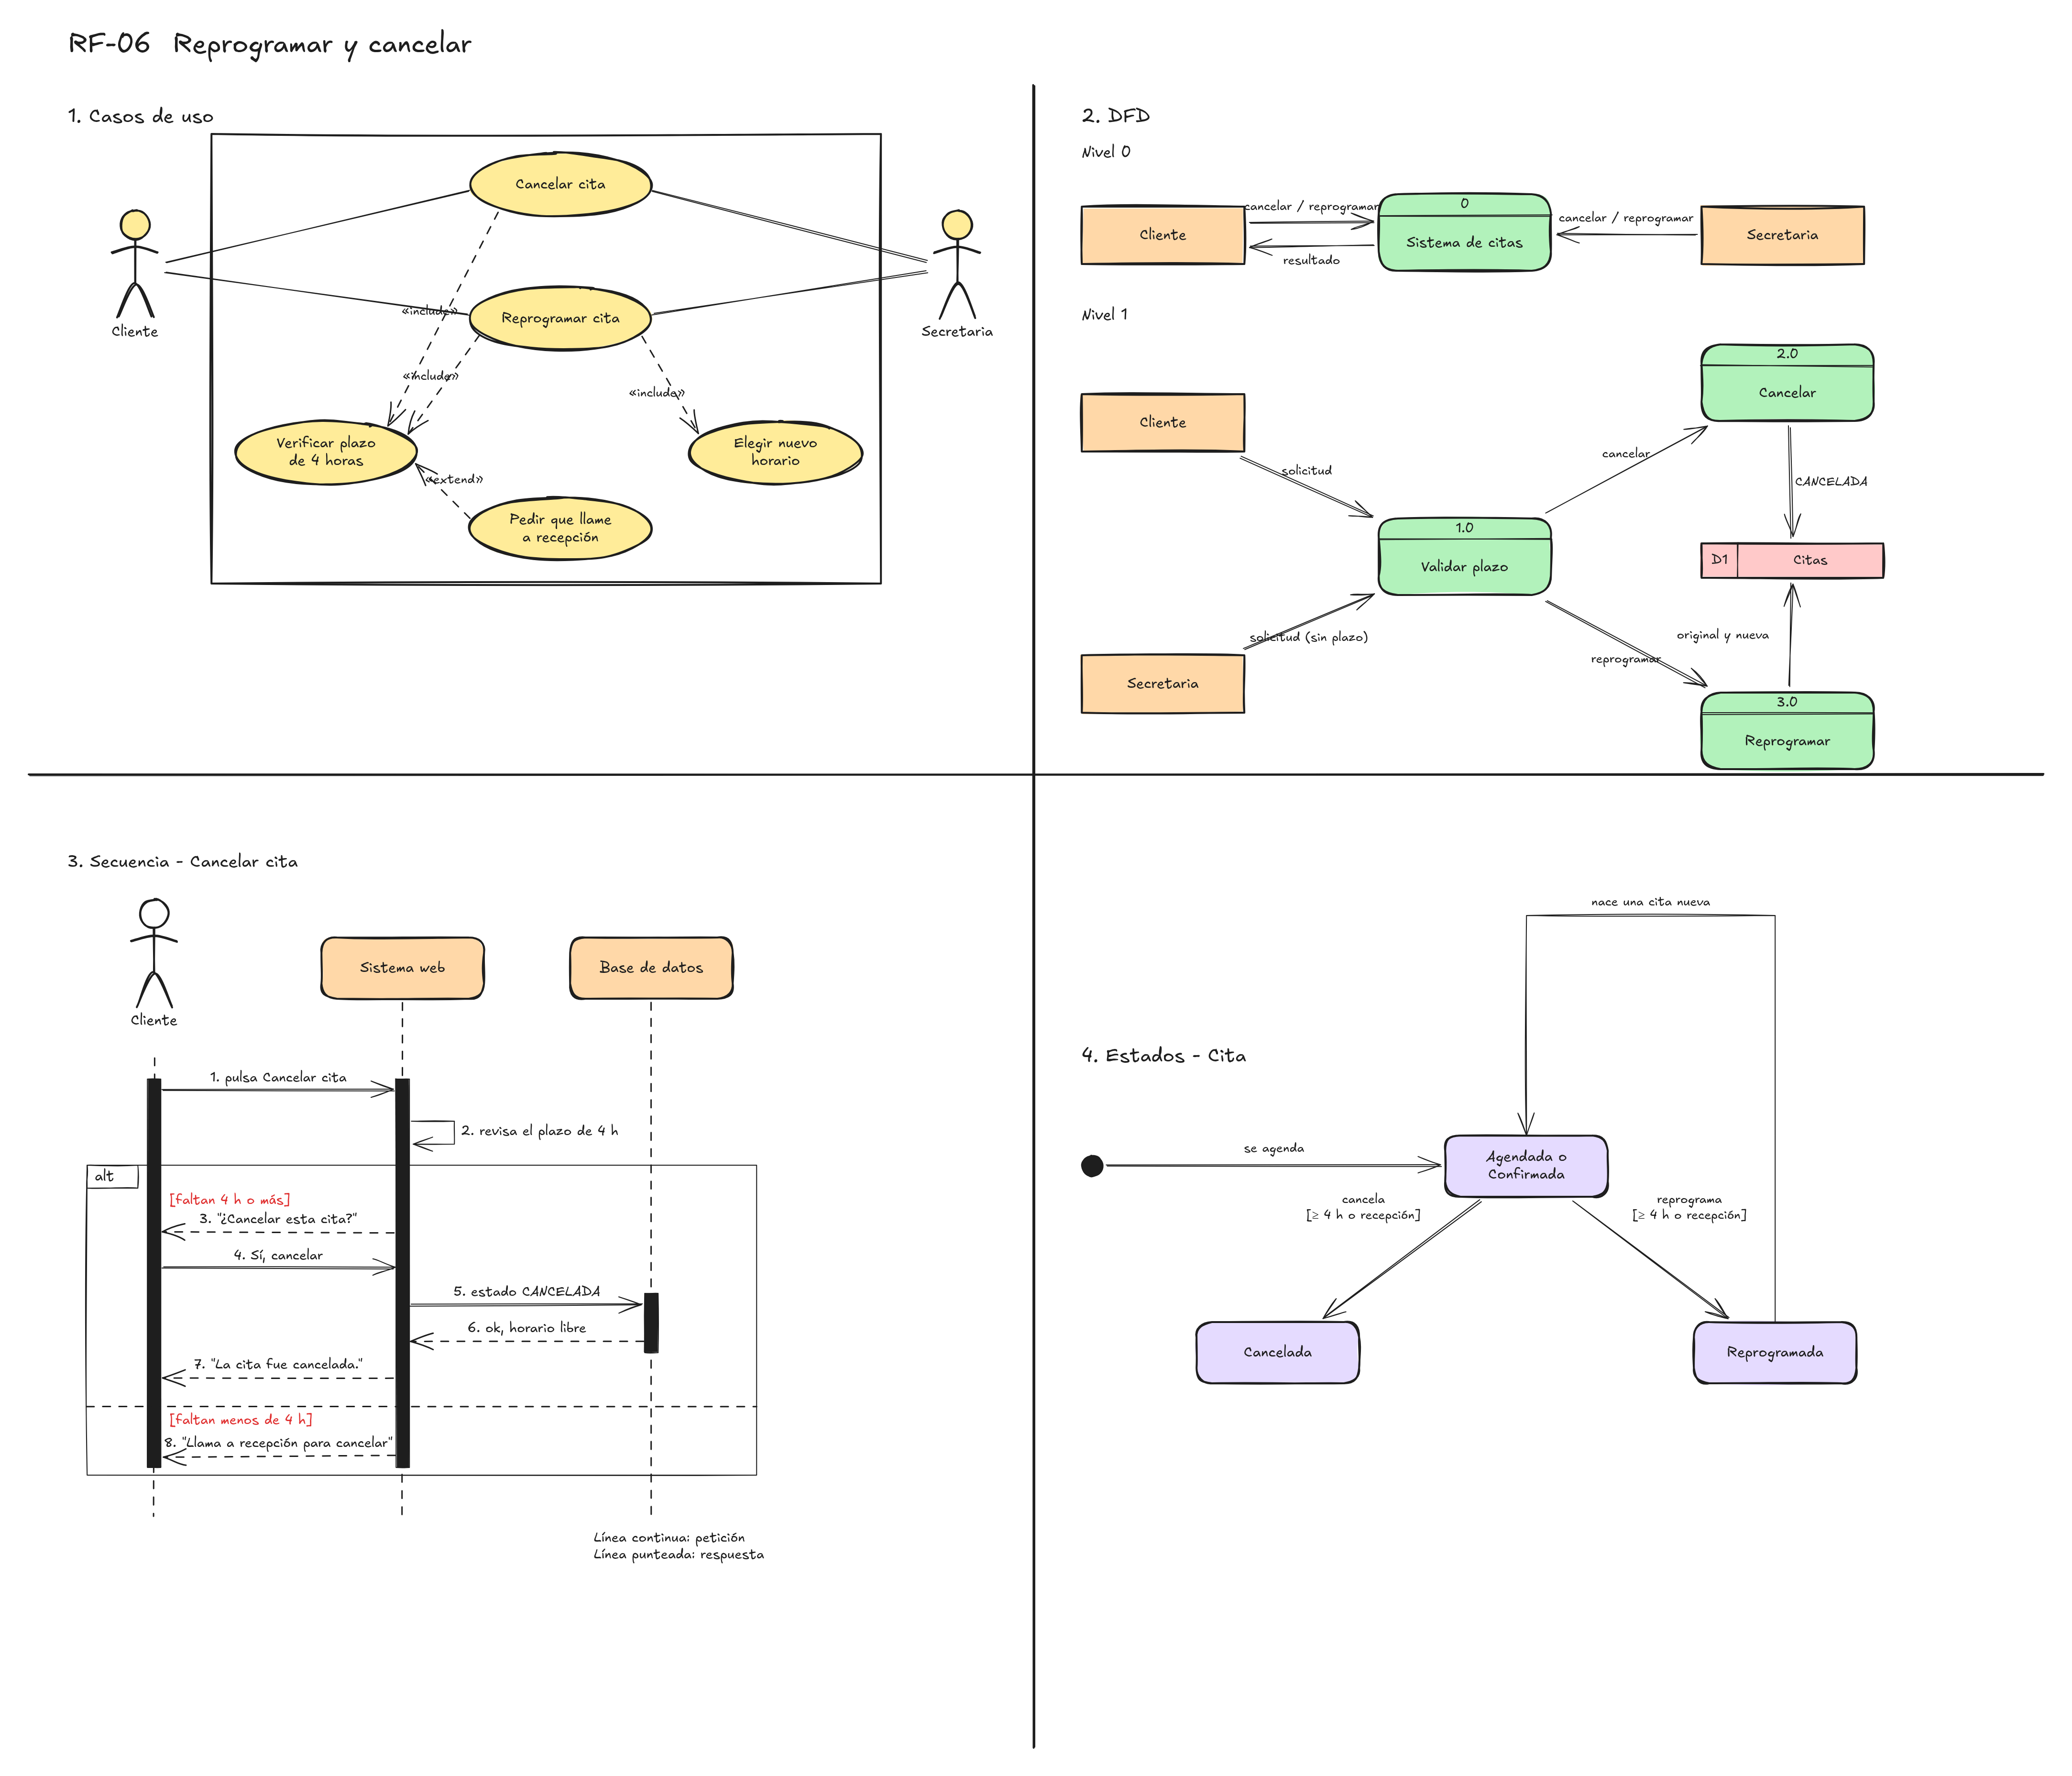 RF-06 Reprogramar y cancelar
1. Casos de uso
Cancelar cita
Cliente
Secretaria
«include»
Reprogramar cita
«include»
«include»
Verificar plazo
de 4 horas
Elegir nuevo
horario
«extend»
Pedir que llame
a recepción
2. DFD
Nivel 0
Cliente
cancelar / reprogramar
resultado
0
Sistema de citas
cancelar / reprogramar
Secretaria
Nivel 1
Cliente
solicitud
Secretaria
solicitud (sin plazo)
1.0
Validar plazo
cancelar
2.0
Cancelar
CANCELADA
D1
Citas
original y nueva
reprogramar
3.0
Reprogramar
3. Secuencia - Cancelar cita
Cliente
Sistema web
Base de datos
1. pulsa Cancelar cita
2. revisa el plazo de 4 h
alt
[faltan 4 h o más]
3. "¿Cancelar esta cita?"
4. Sí, cancelar
5. estado CANCELADA
6. ok, horario libre
7. "La cita fue cancelada."
[faltan menos de 4 h]
8. "Llama a recepción para cancelar"
Línea continua: petición
Línea punteada: respuesta
nace una cita nueva
4. Estados - Cita
se agenda
Agendada o
Confirmada
cancela
[≥ 4 h o recepción]
reprograma
[≥ 4 h o recepción]
Cancelada
Reprogramada